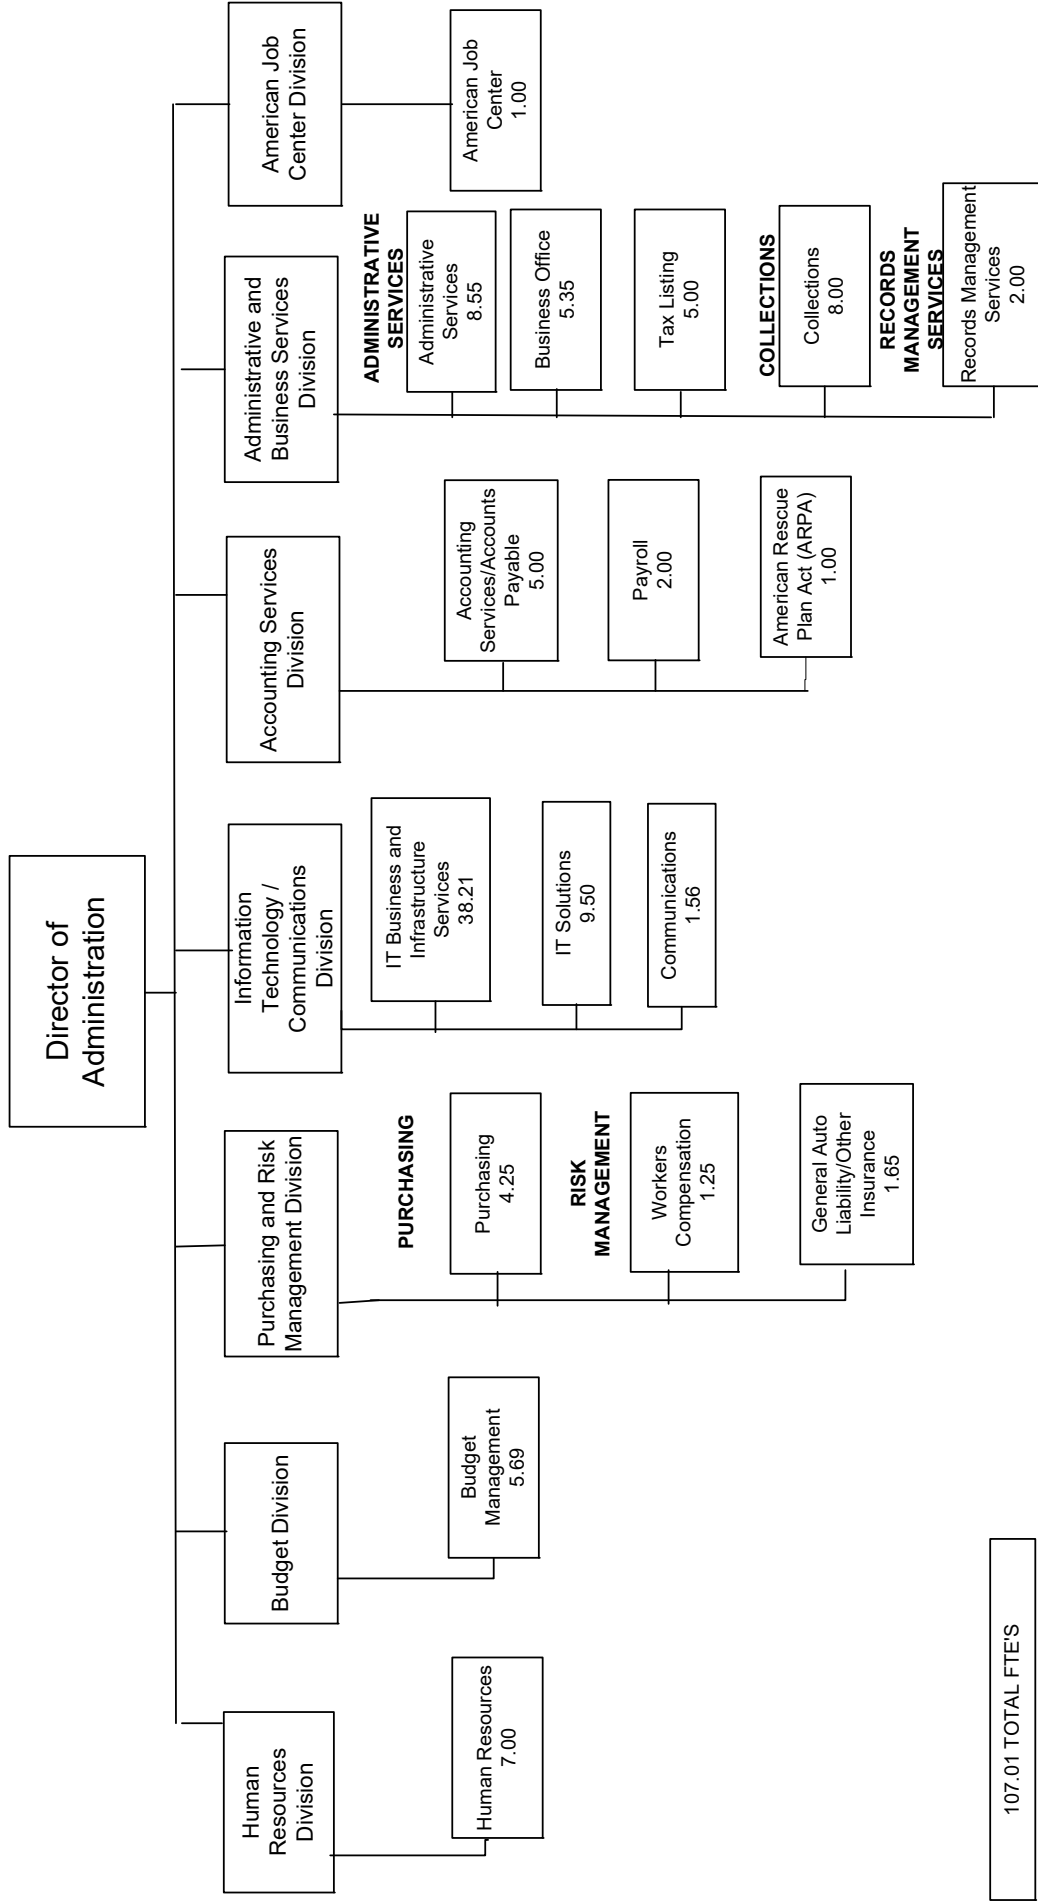 Director of
Administration
Human
Resources
Division
Human Resources
7.00
Budget Division
Budget
Management
5.69
Purchasing and Risk
Management Division
PURCHASING
Purchasing
4.25
RISK
MANAGEMENT
Workers
Compensation
1.25
General Auto
Liability/Other
Insurance
1.65
Information
Technology /
Communications
Division
IT Business and
Infrastructure
Services
38.21
IT Solutions
9.50
Communications
1.56
Accounting Services
Division
Accounting
Services/Accounts
Payable
5.00
Payroll
2.00
American Rescue
Plan Act (ARPA)
1.00
Administrative and
Business Services
Division
ADMINISTRATIVE
SERVICES
Administrative
Services
8.55
Business Office
5.35
Tax Listing
5.00
COLLECTIONS
Collections
8.00
RECORDS
MANAGEMENT
SERVICES
Records Management
Services
2.00
American Job
Center Division
American Job
Center
1.00
107.01 TOTAL FTE'S